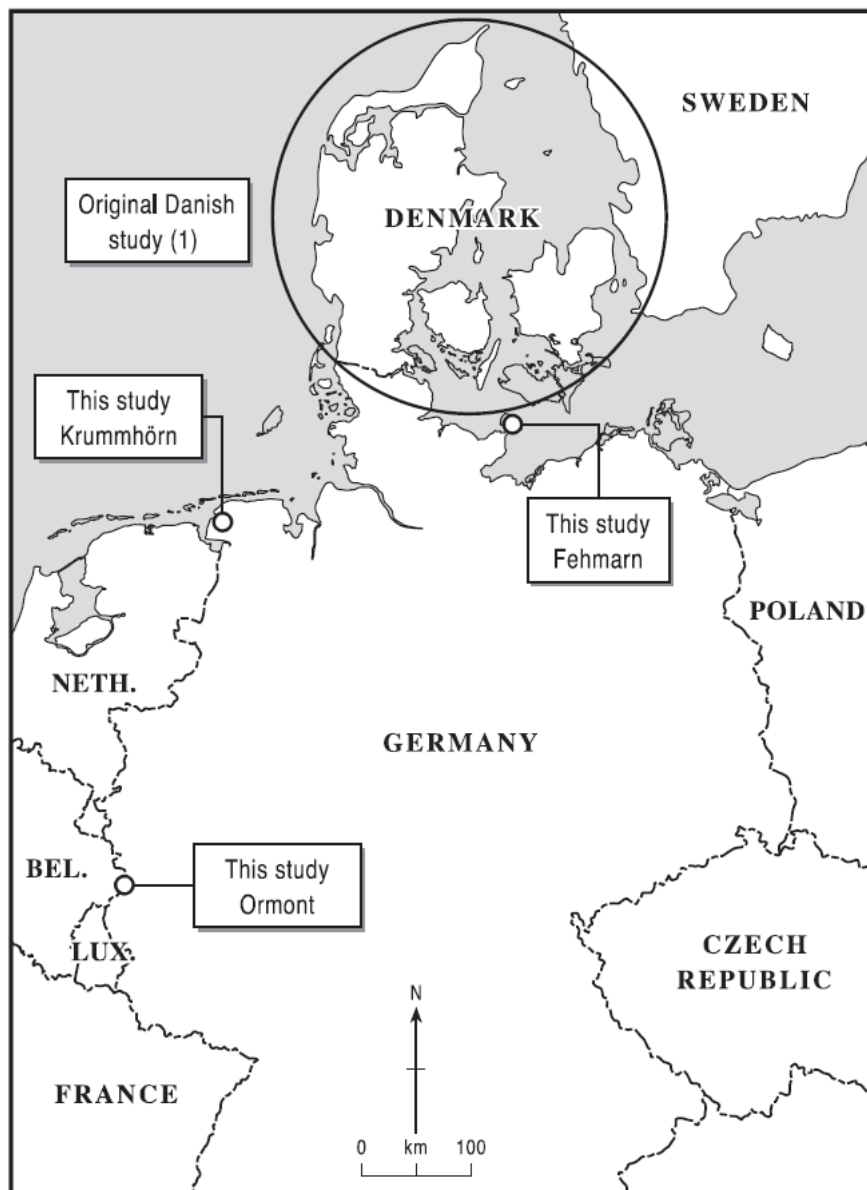 SWEDEN
Original Danish
study (1)
DENMARK
This study
Krummhörn
This study
Fehmarn
POLAND
NETH.
GERMANY
This study
Ormont
BEL.
LUX.
CZECH
REPUBLIC
N
FRANCE
0 km 100